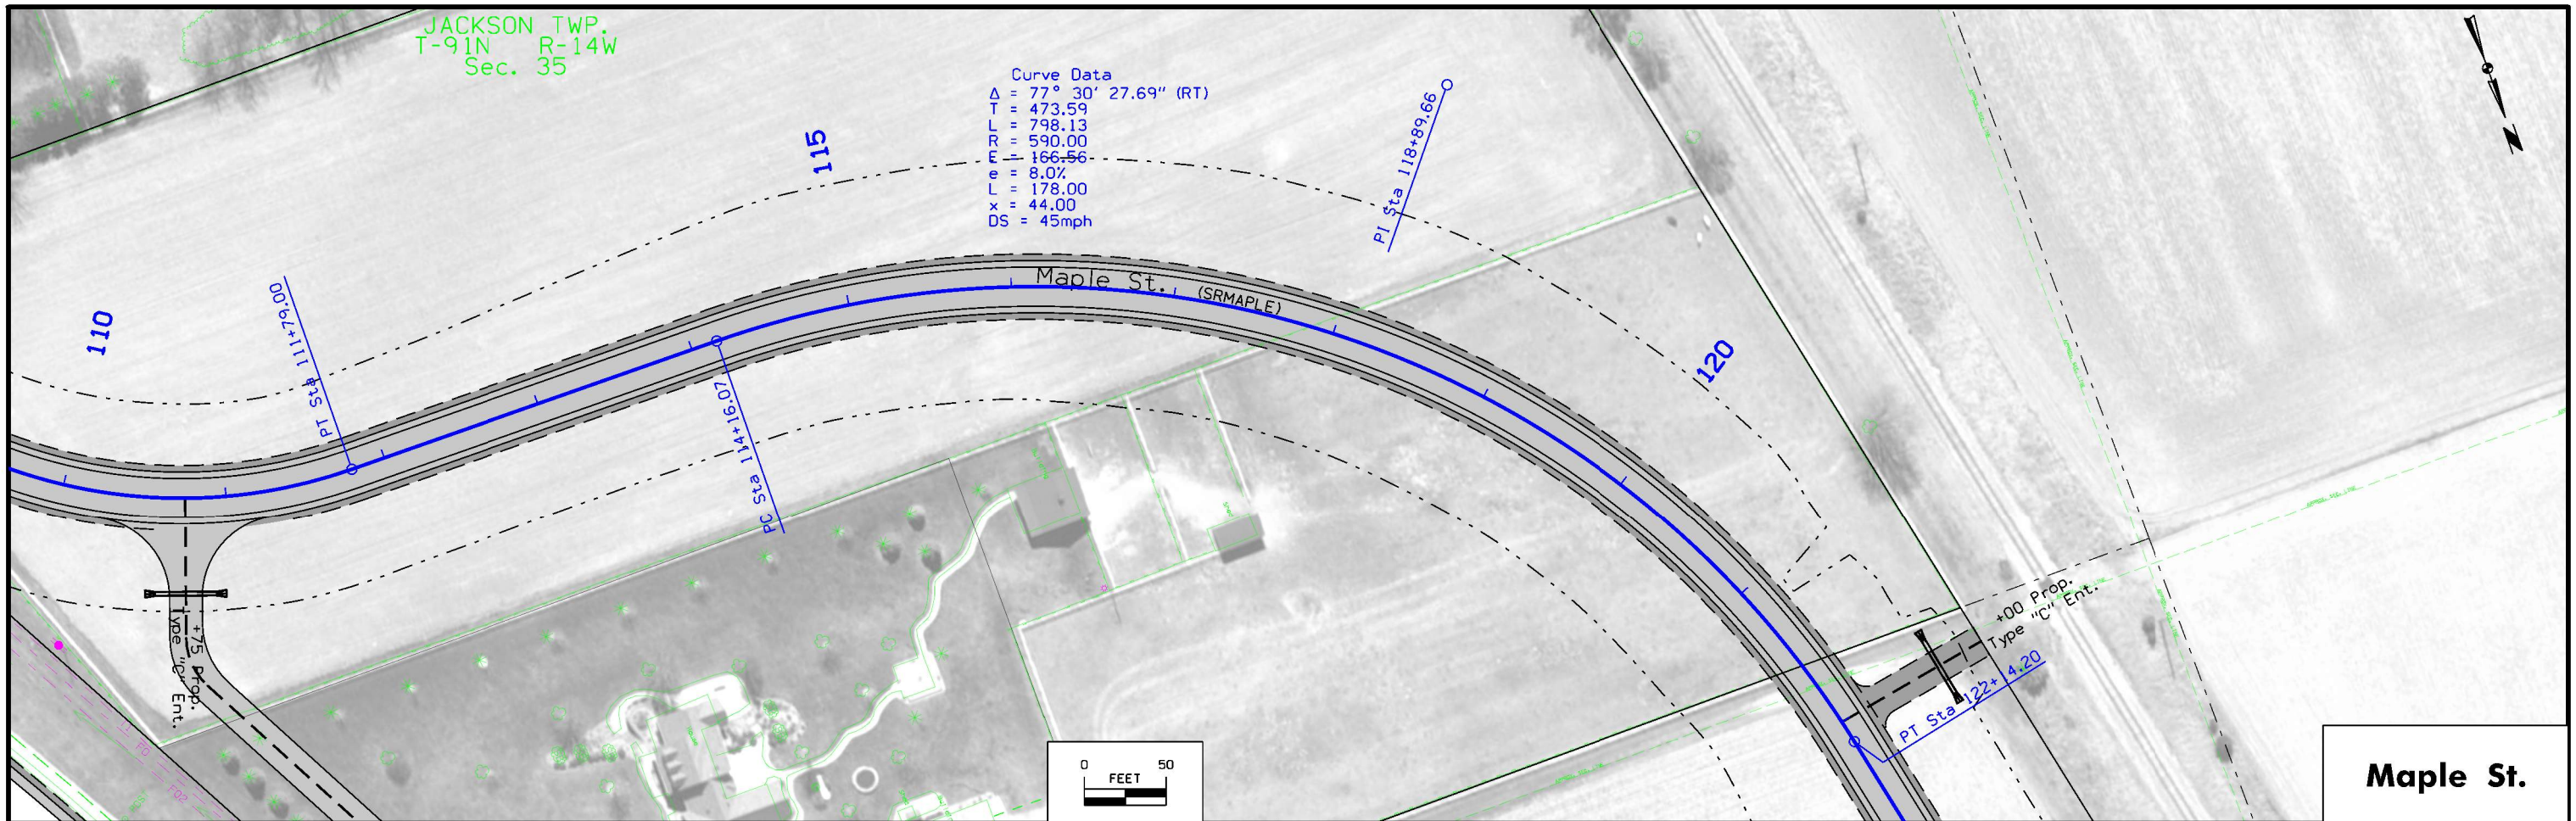 JACKSON TWP.
T-91N R-14W
Sec. 35
Curve Data
Δ = 77° 30' 27.69" (RT)
T = 473.59
L = 798.13
R = 590.00
E = 166.56
e = 8.0%
L = 178.00
x = 44.00
DS = 45mph
PI Sta 118+89.66
115
110
PT Sta 111+79.00
Maple St. (SRMAPLE)
PC Sta 114+16.07
120
+75 Prop.
Type "C" Ent.
+00 Prop.
Type "C" Ent.
PT Sta 122+14.20
FO2
0 50
FEET
Maple St.